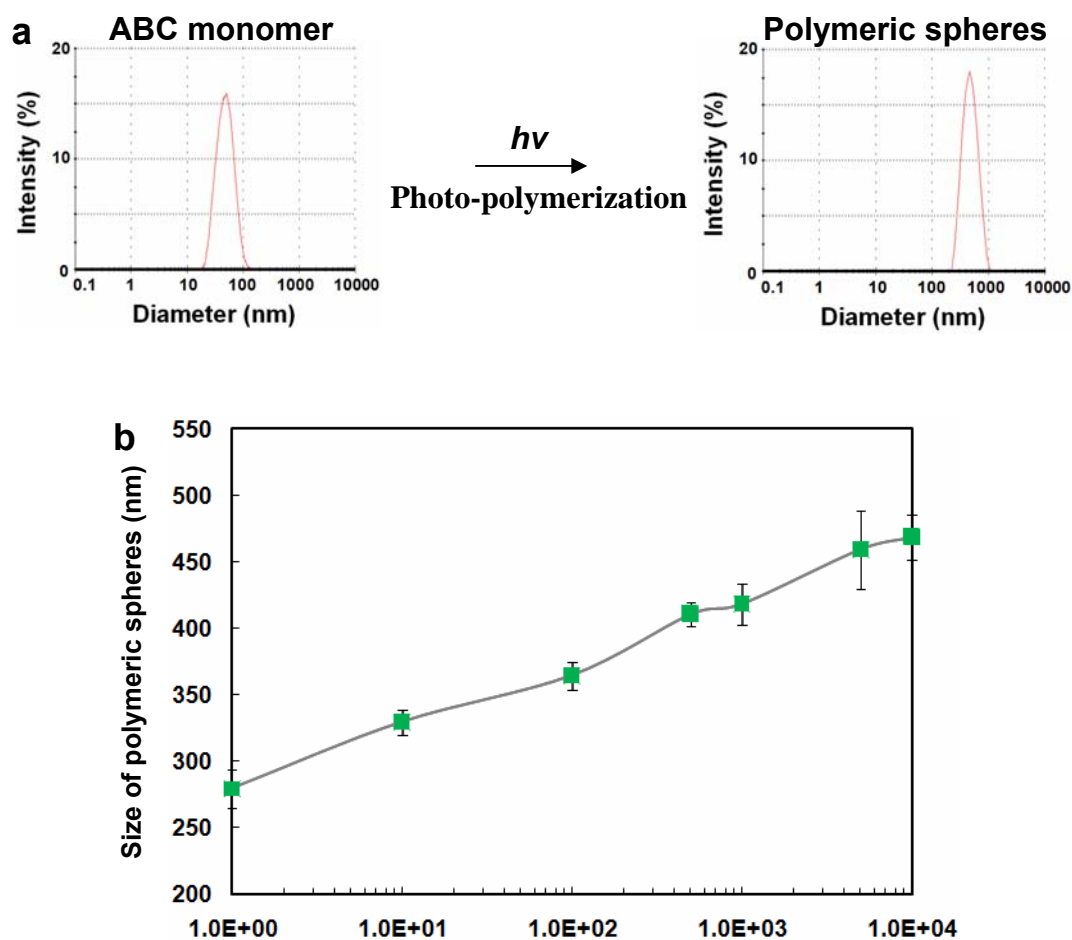 a
ABC monomer
Polymeric spheres
20
10
0
Intensity (%)
0.1 1 10 100 1000 10000
Diameter (nm)
hv
Photo-polymerization
20
10
0
Intensity (%)
0.1 1 10 100 1000 10000
Diameter (nm)
b
550
500
450
400
350
300
250
200
Size of polymeric spheres (nm)
1.0E+00 1.0E+01 1.0E+02 1.0E+03 1.0E+04